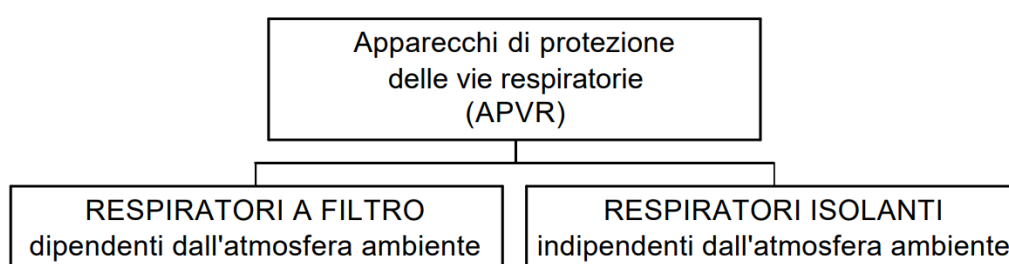 Apparecchi di protezione
delle vie respiratorie
(APVR)
RESPIRATORI A FILTRO
dipendenti dall'atmosfera ambiente
RESPIRATORI ISOLANTI
indipendenti dall'atmosfera ambiente